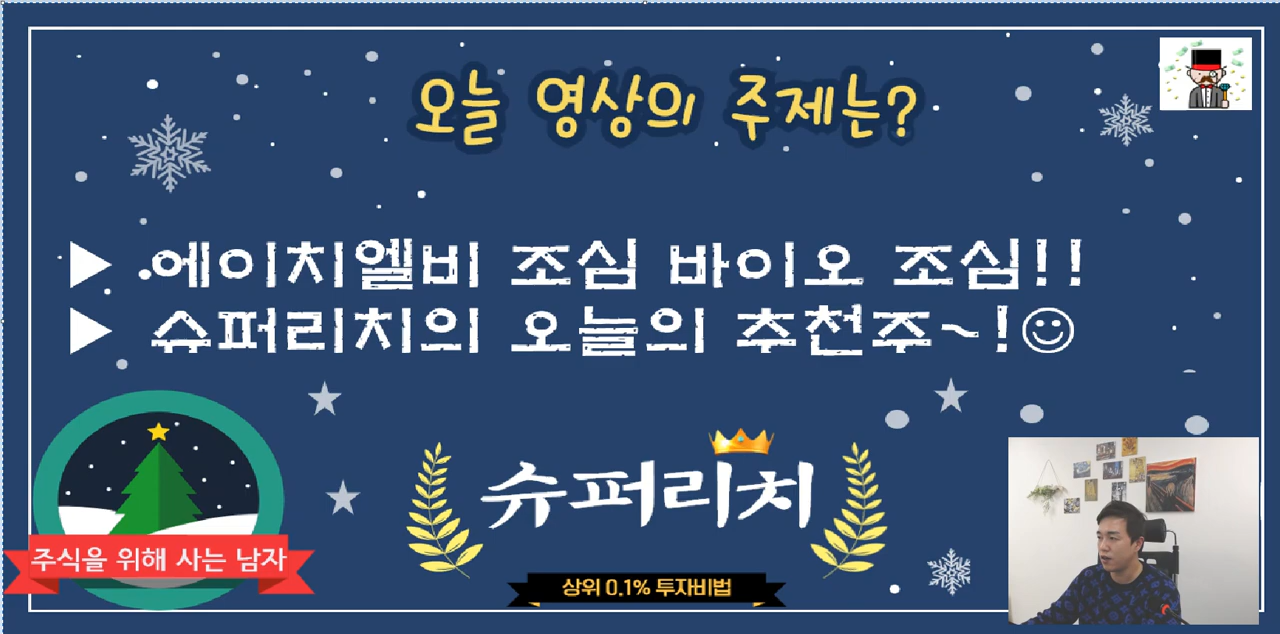 오늘 영상의 주제는?
▶ 에이치엘비 조심 바이오 조심!!
▶ 슈퍼리치의 오늘의 추천주~!☺
슈퍼리치
주식을 위해 사는 남자
상위 0.1% 투자비법